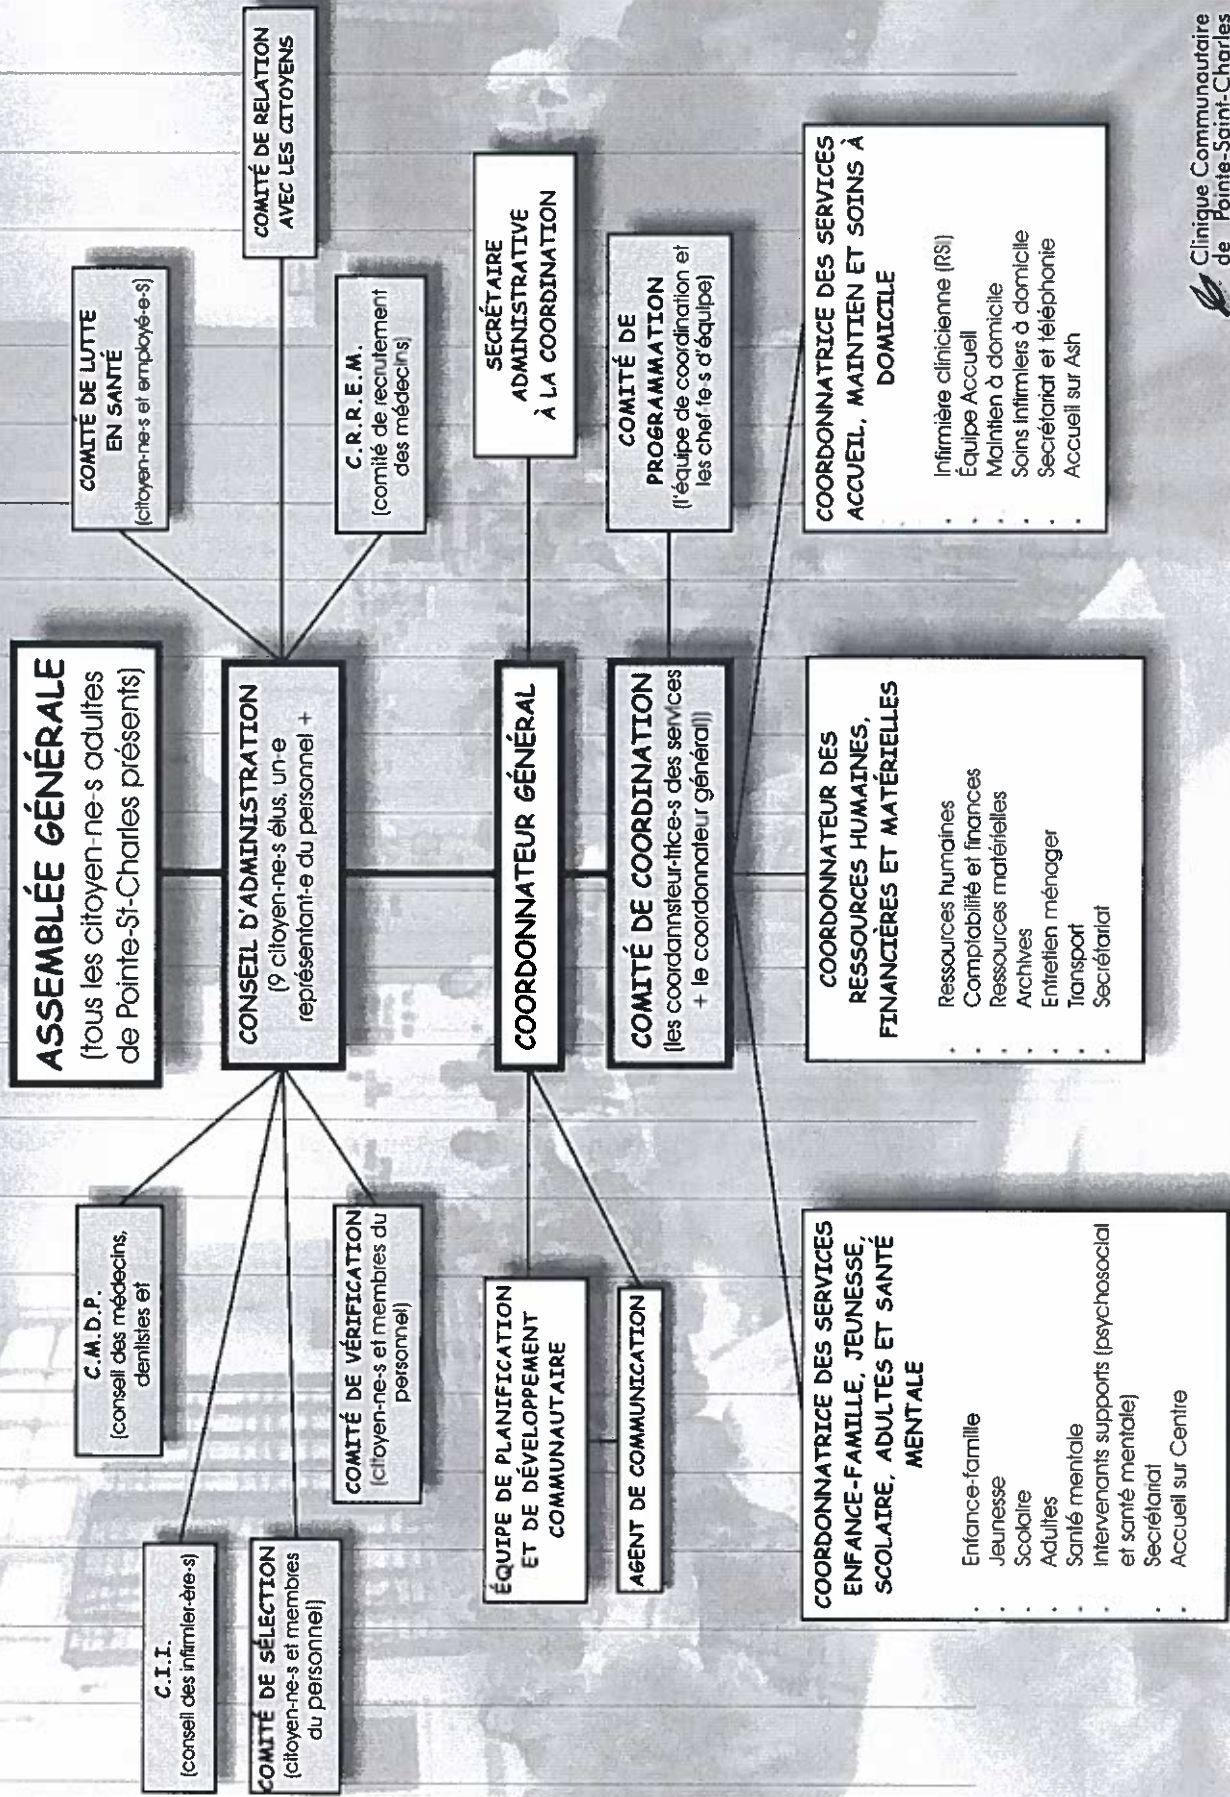 ASSEMBLÉE GÉNÉRALE
(tous les citoyen-ne-s adultes
de Pointe-St-Charles présents)
C.M.D.P.
(conseil des médecins,
dentistes et
C.I.I.
(conseil des infirmier-ère-s)
COMITÉ DE SÉLECTION
(citoyen-ne-s et membres
du personnel)
COMITÉ DE VÉRIFICATION
(citoyen-ne-s et membres du
personnel)
CONSEIL D'ADMINISTRATION
(9 citoyen-ne-s élus, un-e
représentant-e du personnel +
COMITÉ DE LUTTE
EN SANTÉ
(citoyen-ne-s et employé-e-s)
COMITÉ DE RELATION
AVEC LES CITOYENS
C.R.R.E.M.
(comité de recrutement
des médecins)
ÉQUIPE DE PLANIFICATION
ET DE DÉVELOPPEMENT
COMMUNAUTAIRE
AGENT DE COMMUNICATION
COORDONNATEUR GÉNÉRAL
SECRÉTAIRE
ADMINISTRATIVE
À LA COORDINATION
COMITÉ DE COORDINATION
(les coordannsteur-trice-s des services
+ le coordonnateur général))
COMITÉ DE
PROGRAMMATION
(l'équipe de coordination et
les chef-fe-s d'équipe)
COORDONNATRICE DES SERVICES
ENFANCE-FAMILLE, JEUNESSE,
SCOLAIRE, ADULTES ET SANTÉ
MENTALE
· Enfance-famille
· Jeunesse
· Scolaire
· Adultes
· Santé mentale
· Intervenants supports (psychosocial
et santé mentale)
· Secrétariat
· Accueil sur Centre
COORDONNATEUR DES
RESSOURCES HUMAINES,
FINANCIÈRES ET MATÉRIELLES
· Ressources humaines
· Comptabilité et finances
· Ressources matérielles
· Archives
· Entretien ménager
· Transport
· Secrétariat
COORDONNATRICE DES SERVICES
ACCUEIL, MAINTIEN ET SOINS À
DOMICILE
· Infirmière clinicienne (RSI)
· Équipe Accueil
· Maintien à domicile
· Soins infirmiers à domicile
· Secrétariat et téléphonie
· Accueil sur Ash
Clinique Communautaire
de Pointe-Saint-Charles